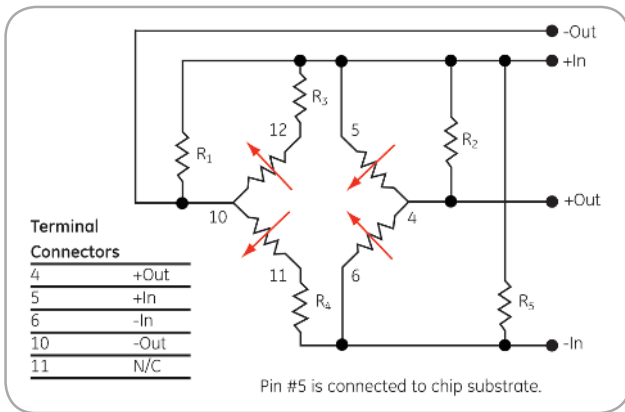 -Out
+In
R3
12
5
R1
R2
10
4
+Out
Terminal
Connectors
4 +Out
5 +In
6 -In
10 -Out
11 N/C
11
R4
6
R5
-In
Pin #5 is connected to chip substrate.